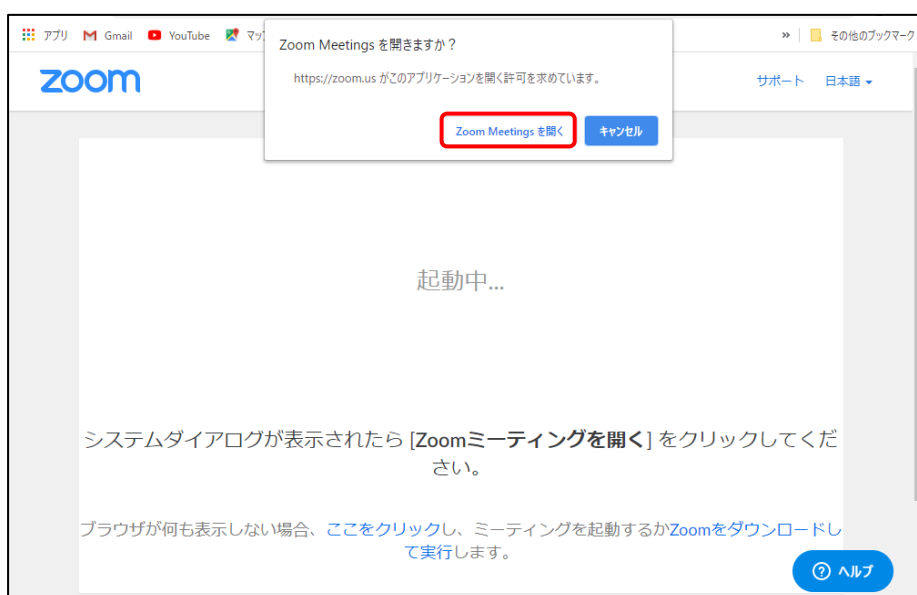 アプリ Gmail YouTube マップ » その他のブックマーク
Zoom Meetings を開きますか？
https://zoom.us がこのアプリケーションを開く許可を求めています。
Zoom Meetings を開く キャンセル
zoom サポート 日本語
起動中...
システムダイアログが表示されたら [Zoomミーティングを開く] をクリックしてくだ
さい。
ブラウザが何も表示しない場合、ここをクリックし、ミーティングを起動するかZoomをダウンロードし
て実行します。
ヘルプ